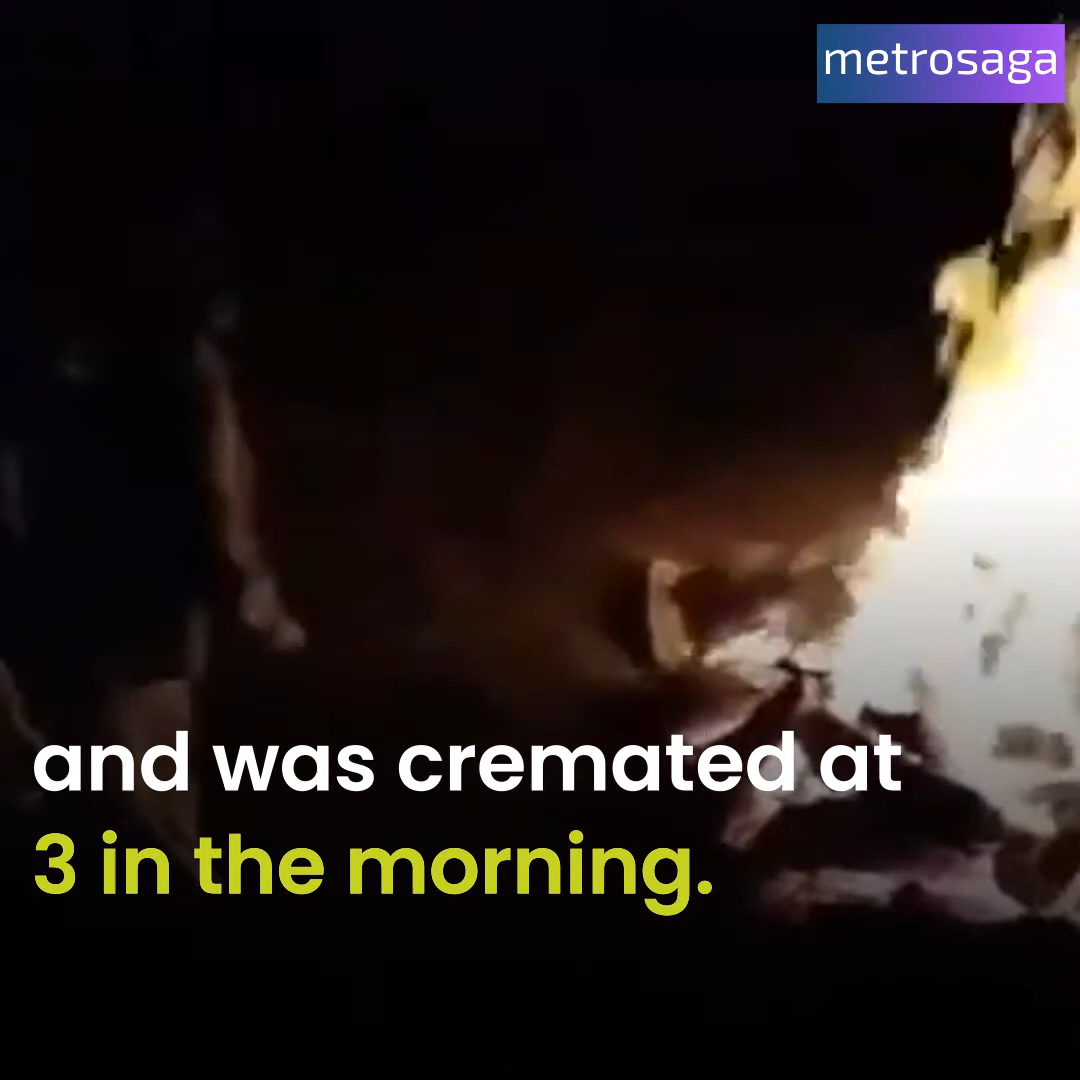 metrosaga
and was cremated at
3 in the morning.